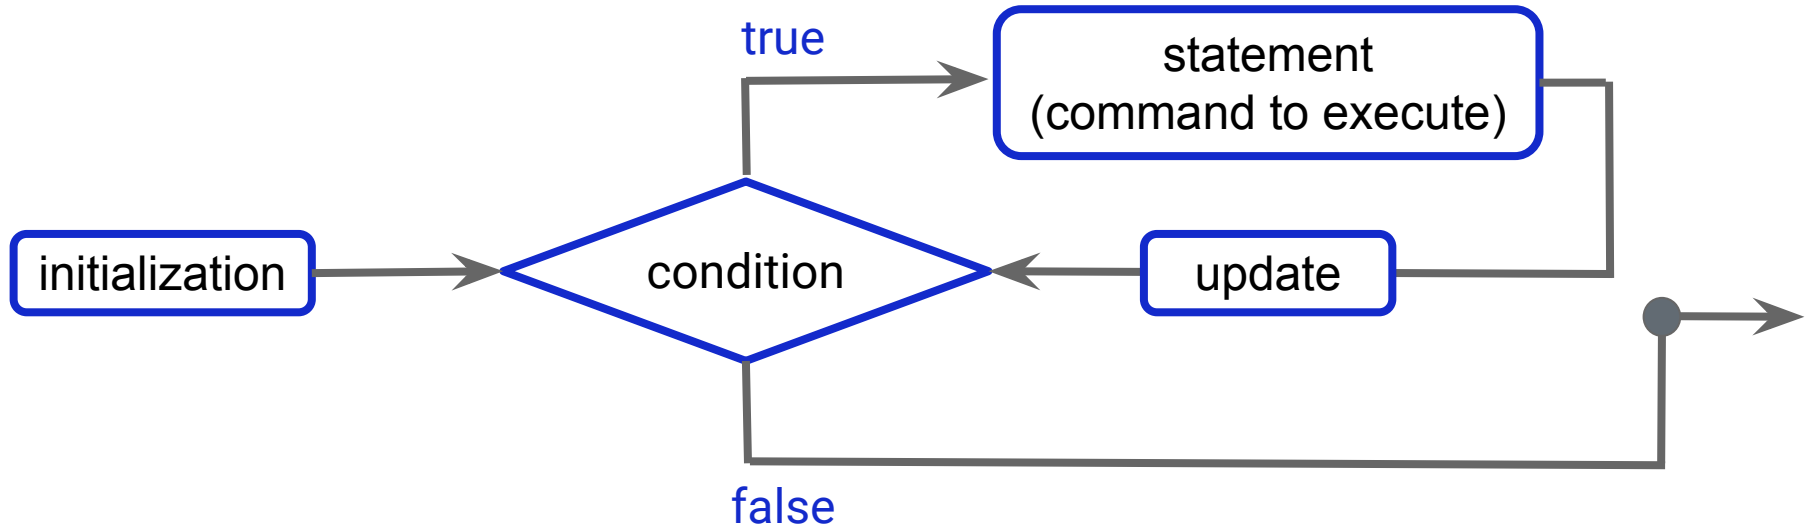 true
statement
(command to execute)
initialization
condition
update
false